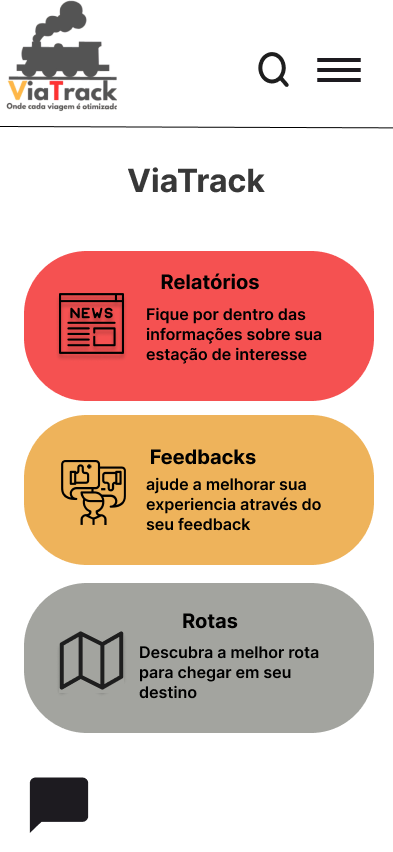 ViaTrack
Onde cada viagem é otimizada
ViaTrack
Relatórios
NEWS
Fique por dentro das
informações sobre sua
estação de interesse
Feedbacks
ajude a melhorar sua
experiencia através do
seu feedback
Rotas
Descubra a melhor rota
para chegar em seu
destino